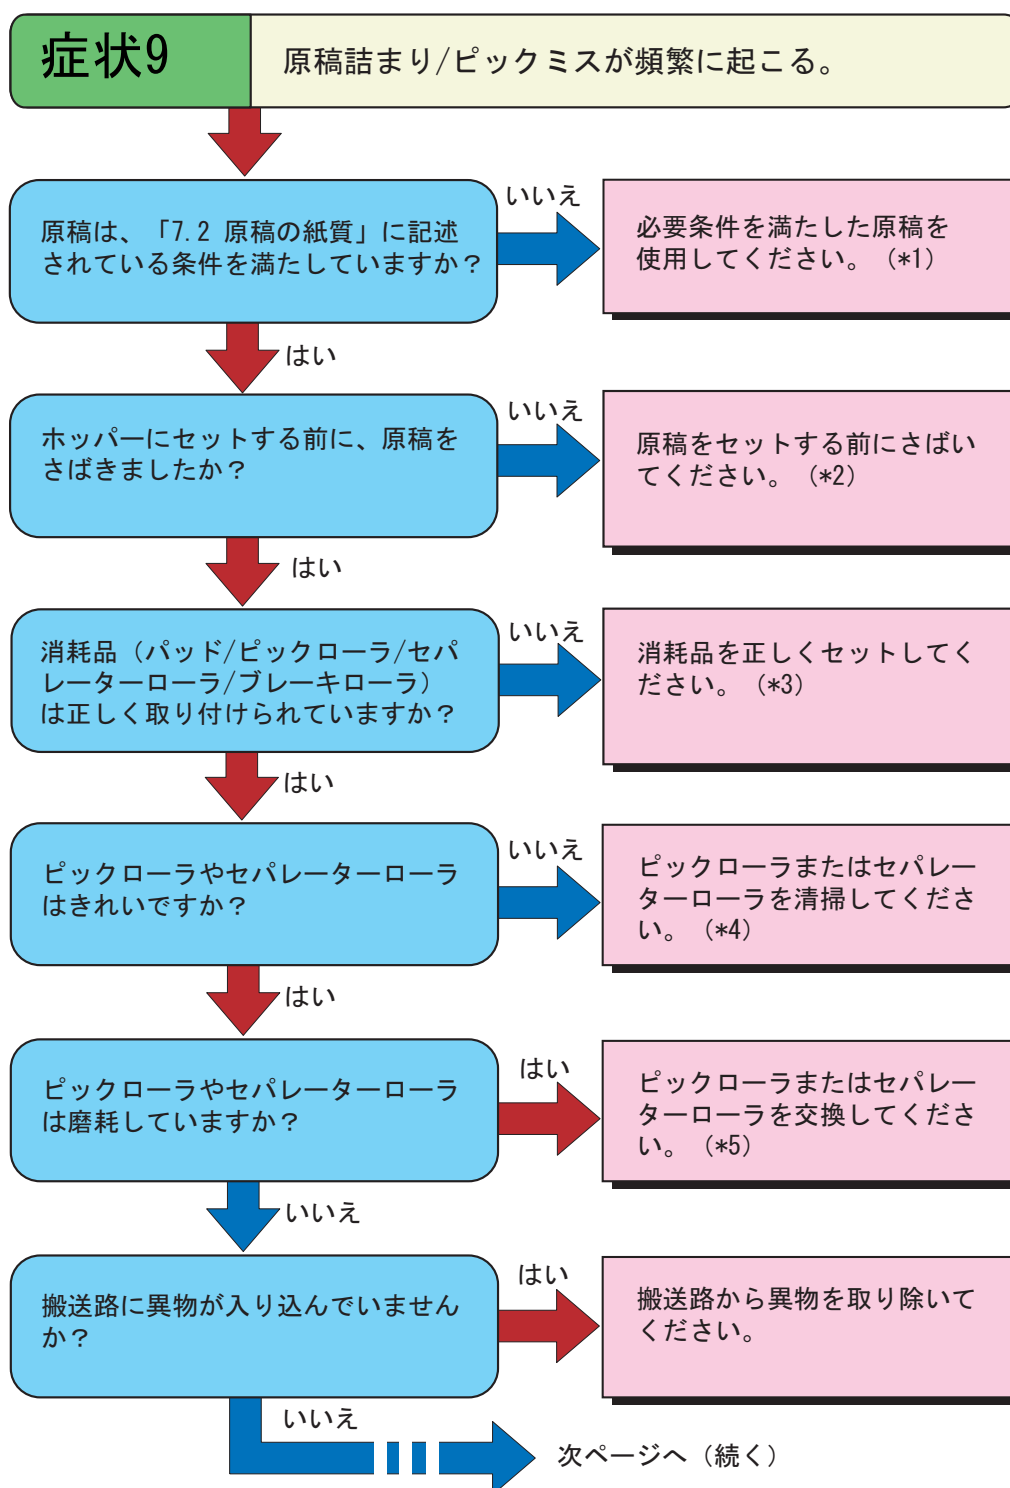 症状9
原稿詰まり/ピックミスが頻繁に起こる。
原稿は、「7.2 原稿の紙質」に記述
されている条件を満たしていますか？
いいえ
必要条件を満たした原稿を
使用してください。（*1）
はい
ホッパーにセットする前に、原稿を
さばきましたか？
いいえ
原稿をセットする前にさばい
てください。（*2）
はい
消耗品（パッド/ピックローラ/セパ
レーターローラ/ブレーキローラ）
は正しく取り付けられていますか？
いいえ
消耗品を正しくセットしてく
ださい。（*3）
はい
ピックローラやセパレーターローラ
はきれいですか？
いいえ
ピックローラまたはセパレー
ターローラを清掃してくださ
い。（*4）
はい
ピックローラやセパレーターローラ
は磨耗していますか？
はい
ピックローラまたはセパレー
ターローラを交換してくださ
い。（*5）
いいえ
搬送路に異物が入り込んでいません
か？
はい
搬送路から異物を取り除いて
ください。
いいえ
次ページへ（続く）